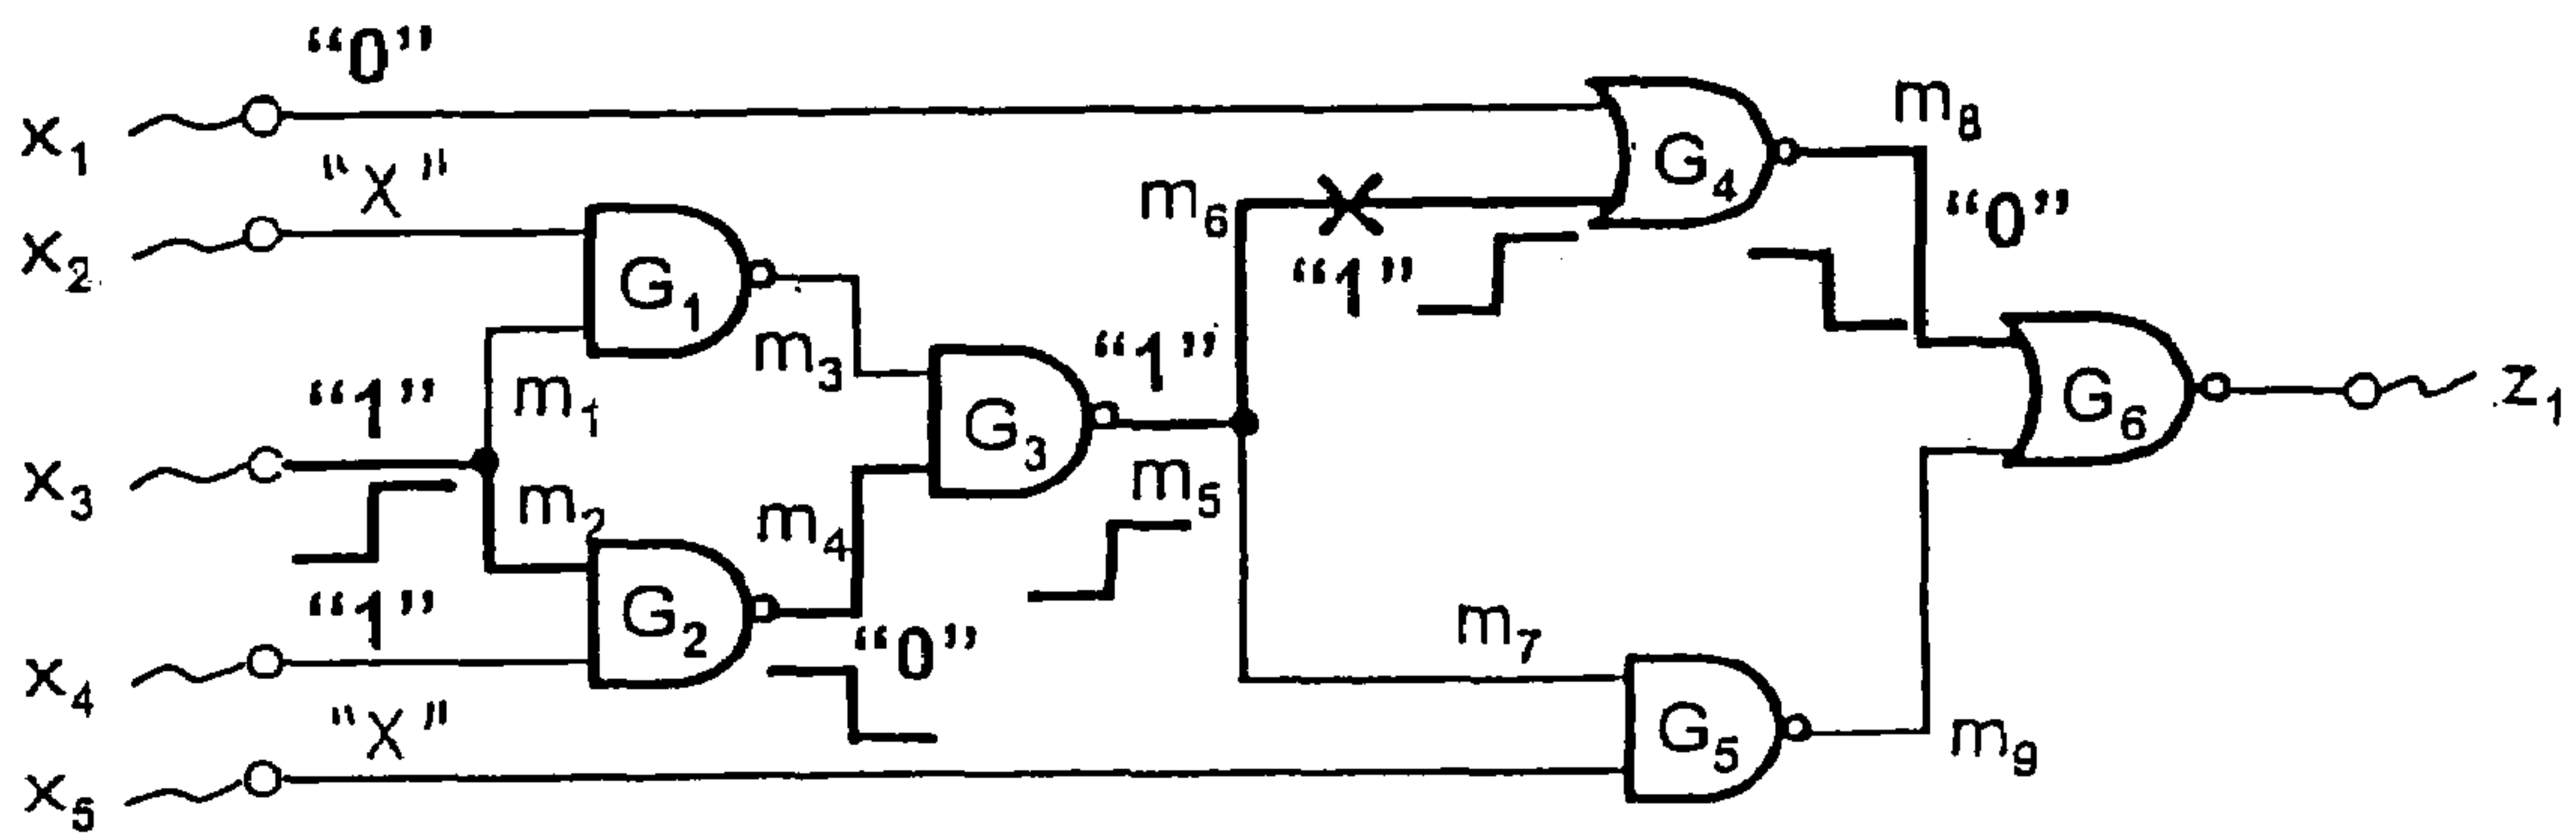 “0”
x₁
m₈
“X”
G₄
m₆
“0”
x₂
G₁
“1”
m₃
“1”
“1”
m₁
G₆
z₁
G₃
x₃
m₂
m₄
m₅
“1”
G₂
m₇
“0”
x₄
“X”
G₅
m₉
x₅